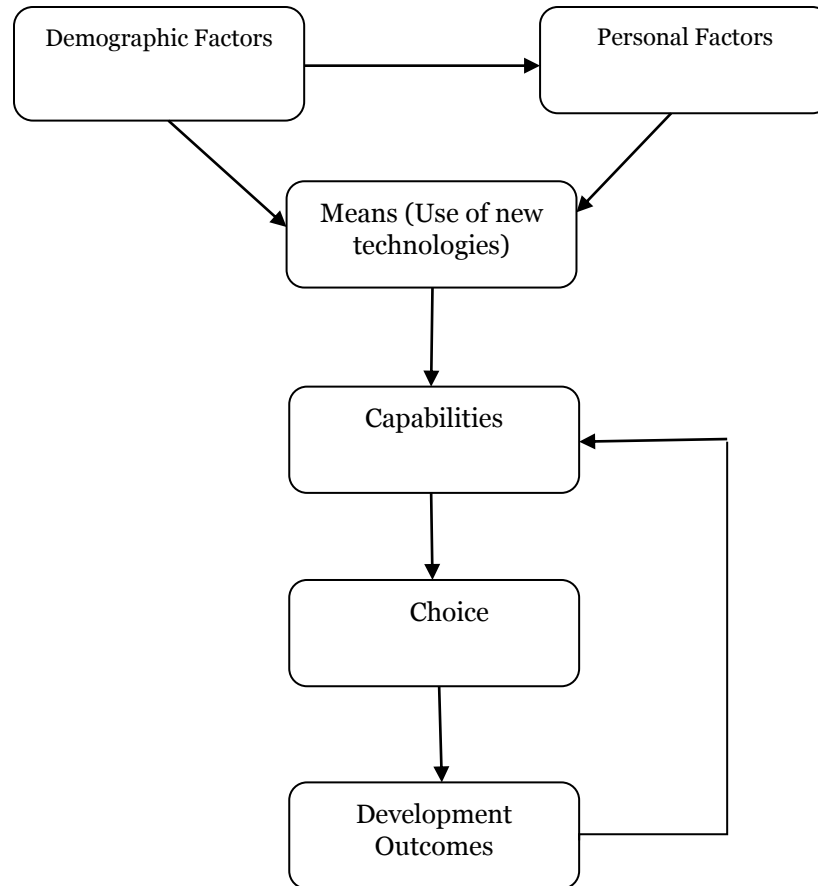 Demographic Factors
Personal Factors
Means (Use of new
technologies)
Capabilities
Choice
Development
Outcomes